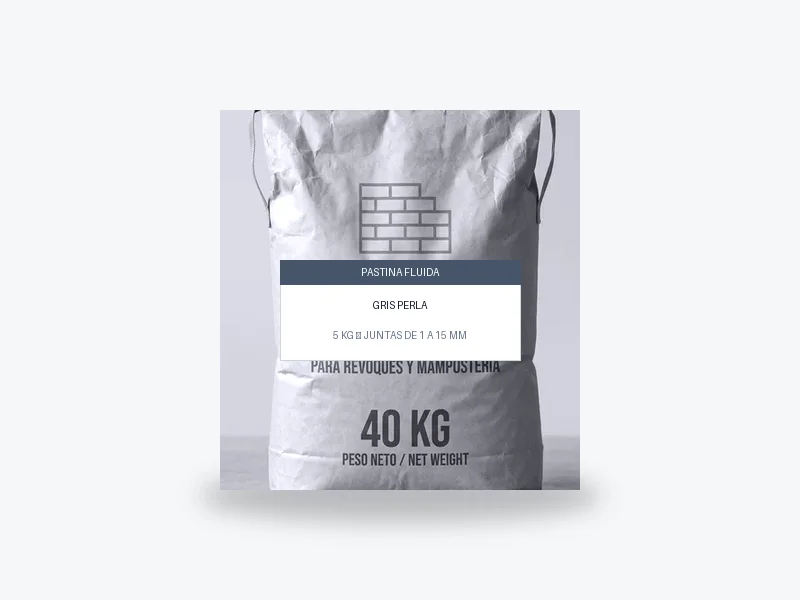 PASTINA FLUIDA
GRIS PERLA
5 KG JUNTAS DE 1 A 15 MM
PARA REVOQUES Y MAMPOSTERIA
40 KG
PESO NETO / NET WEIGHT